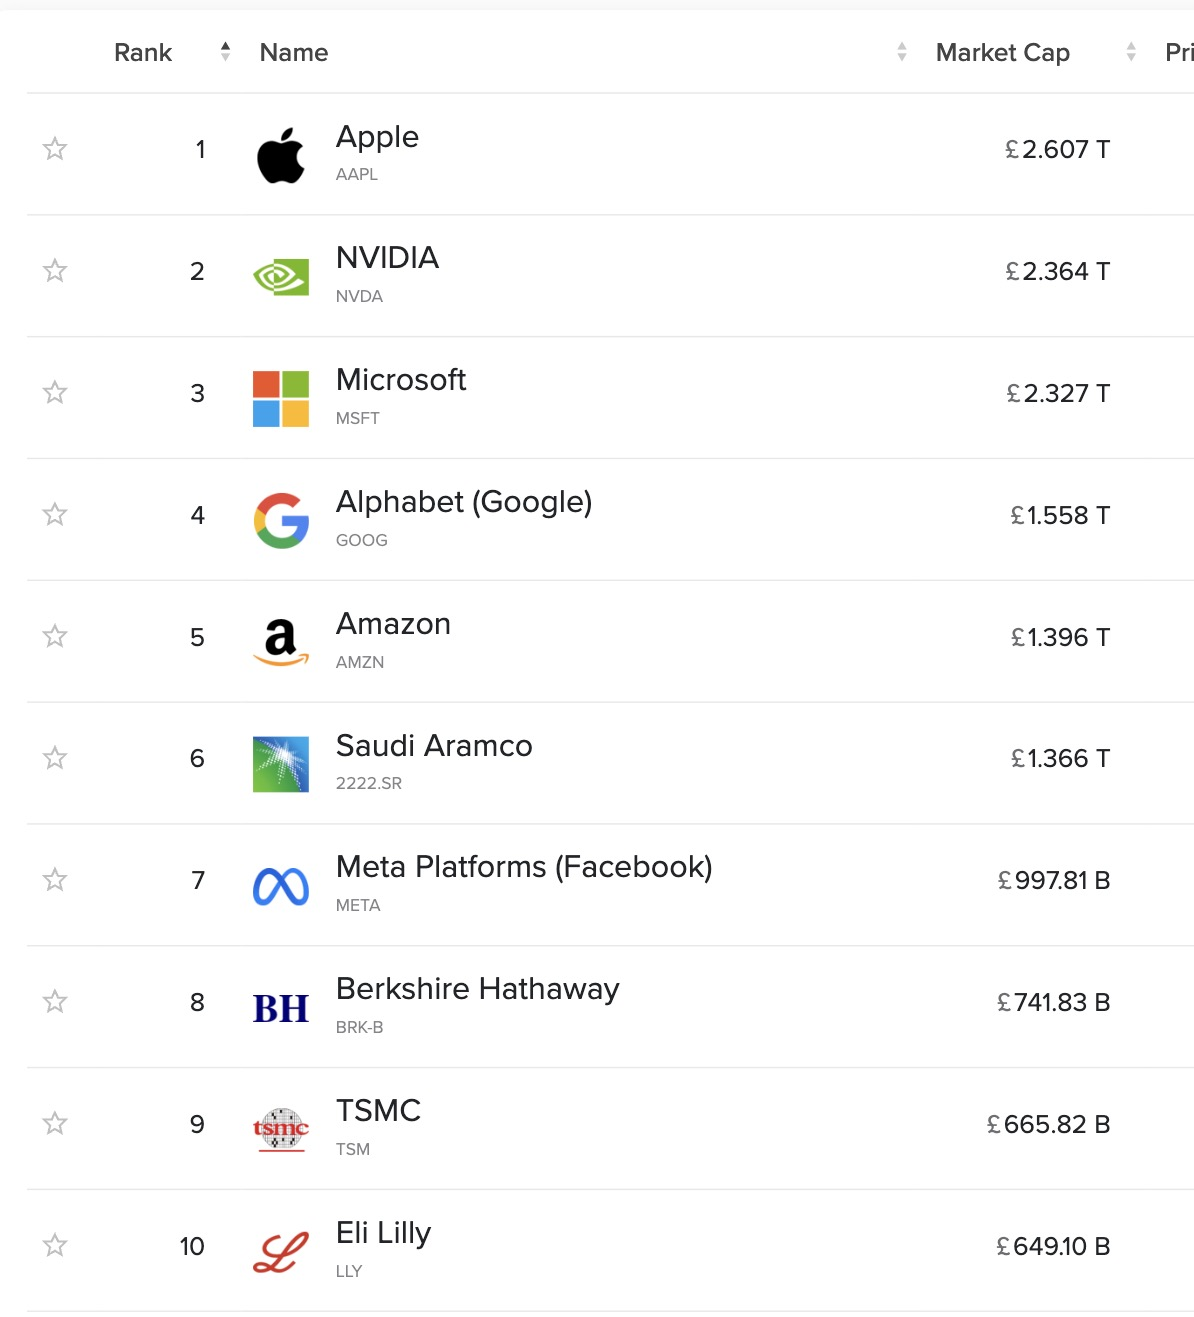 Rank Name Market Cap Pri
1 Apple £2.607 T
AAPL
2 NVIDIA £2.364 T
NVDA
3 Microsoft £2.327 T
MSFT
4 Alphabet (Google) £1.558 T
GOOG
5 a Amazon £1.396 T
AMZN
6 Saudi Aramco £1.366 T
2222.SR
7 Meta Platforms (Facebook) £997.81 B
META
8 BH Berkshire Hathaway £741.83 B
BRK-B
9 tsmc TSMC £665.82 B
TSM
10 Eli Lilly £649.10 B
LLY